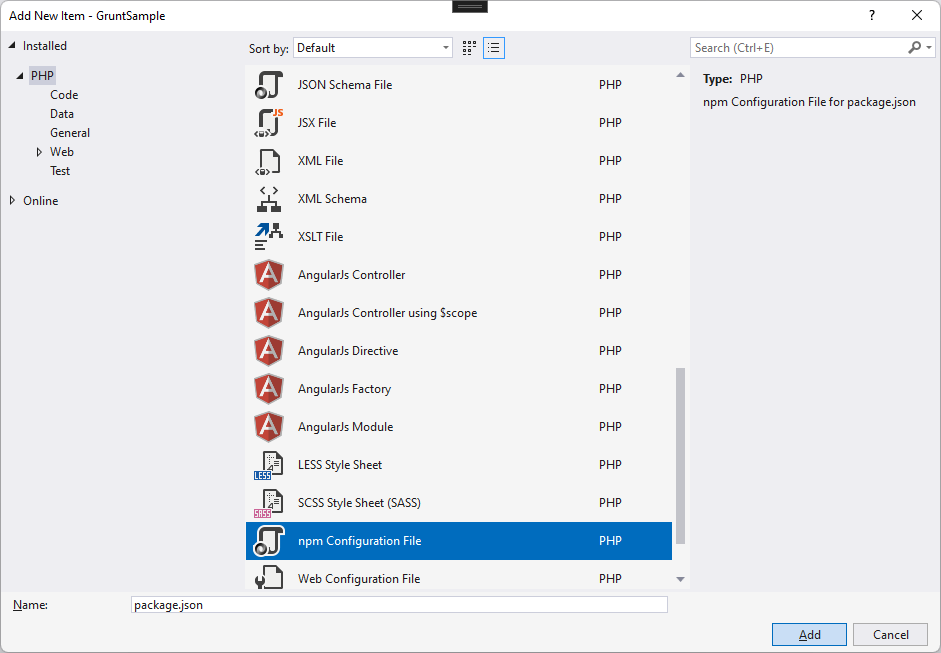 Add New Item - GruntSample
?
Installed
PHP
Code
Data
General
Web
Test
Online
Sort by: Default
JSON Schema File PHP
JS
JSX File PHP
XML File PHP
XML Schema PHP
XSLT File PHP
A
AngularJs Controller PHP
A
AngularJs Controller using $scope PHP
A
AngularJs Directive PHP
A
AngularJs Factory PHP
A
AngularJs Module PHP
LESS
LESS Style Sheet PHP
SASS
SCSS Style Sheet (SASS) PHP
npm Configuration File PHP
Web Configuration File PHP
Search (Ctrl+E)
Type: PHP
npm Configuration File for package.json
Name: package.json
Add
Cancel